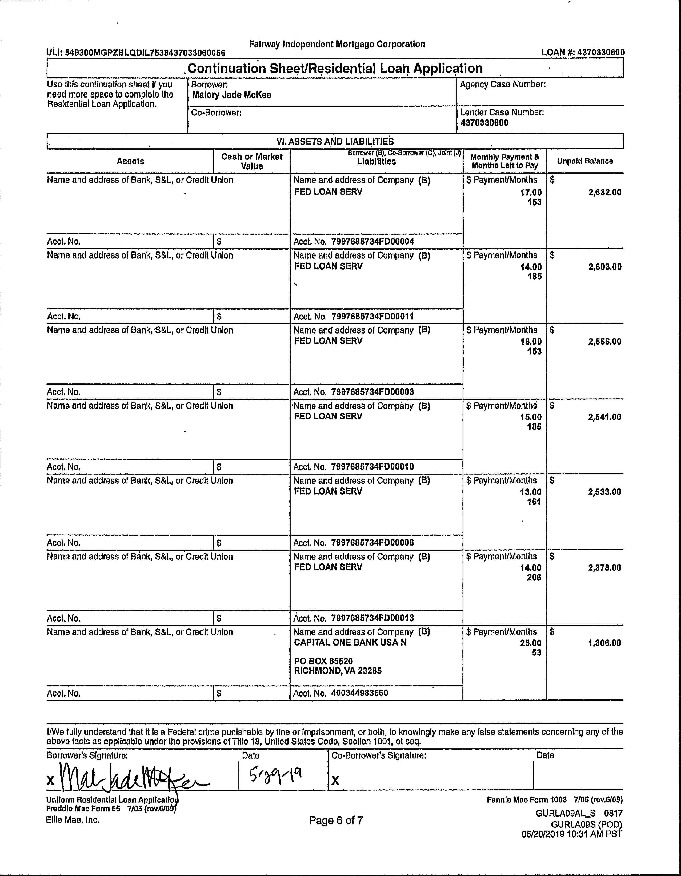 Fairway Independent Mortgage Corporation
ULI: 549300MGPZBLQDIL7538437033060056 LOAN #: 4370330600
Continuation Sheet/Residential Loan Application
Use this continuation sheet if you need more space to complete the Residential Loan Application.
Borrower: Malory Jade McKee
Agency Case Number:
Co-Borrower:
Lender Case Number: 4370330600
VI. ASSETS AND LIABILITIES
Borrower (B), Co-Borrower (C), Joint (J)
Assets Cash or Market Value Liabilities Monthly Payment & Months Left to Pay Unpaid Balance
Name and address of Bank, S&L, or Credit Union Name and address of Company (B) $ Payment/Months $
FED LOAN SERV 17.00 2,632.00
153
Acct. No. $ Acct. No. 7997685734FD00004
Name and address of Bank, S&L, or Credit Union Name and address of Company (B) $ Payment/Months $
FED LOAN SERV 14.00 2,603.00
185
Acct. No. $ Acct. No. 7997685734FD00011
Name and address of Bank, S&L, or Credit Union Name and address of Company (B) $ Payment/Months $
FED LOAN SERV 16.00
153
Acct. No. $ Acct. No. 7997685734FD00003
Name and address of Bank, S&L, or Credit Union Name and address of Company (B) $ Payment/Months $
FED LOAN SERV 15.00 2,541.00
185
Acct. No. $ Acct. No. 7997685734FD00010
Name and address of Bank, S&L, or Credit Union Name and address of Company (B) $ Payment/Months $
FED LOAN SERV 13.00 2,533.00
Acct. No. $ Acct. No.
Name and address of Bank, S&L, or Credit Union Name and address of Company (B) $ Payment/Months $
FED LOAN SERV 14.00 2,378.00
206
Acct. No. $ Acct. No. 7997685734FD00013
Name and address of Bank, S&L, or Credit Union Name and address of Company (B) $ Payment/Months $
CAPITAL ONE BANK USA N 25.00 1,306.00
53
PO BOX 85520
RICHMOND, VA 23285
Acct. No. $ Acct. No.
I/We fully understand that it is a Federal crime punishable by fine or imprisonment, or both, to knowingly make any false statements concerning any of the
above facts as applicable under the provisions of Title 18, United States Code, Section 1001, et seq.
Borrower's Signature: Date Co-Borrower's Signature: Date
X 5-29-19 X
Uniform Residential Loan Application Fannie Mae Form 1003 7/05 (rev.6/09)
Freddie Mac Form 65 7/05 (rev.6/09)
Ellie Mae, Inc. Page 6 of 7 GURLA09AL_S 0317
GURLA09S (POD)
05/20/2019 10:31 AM PST